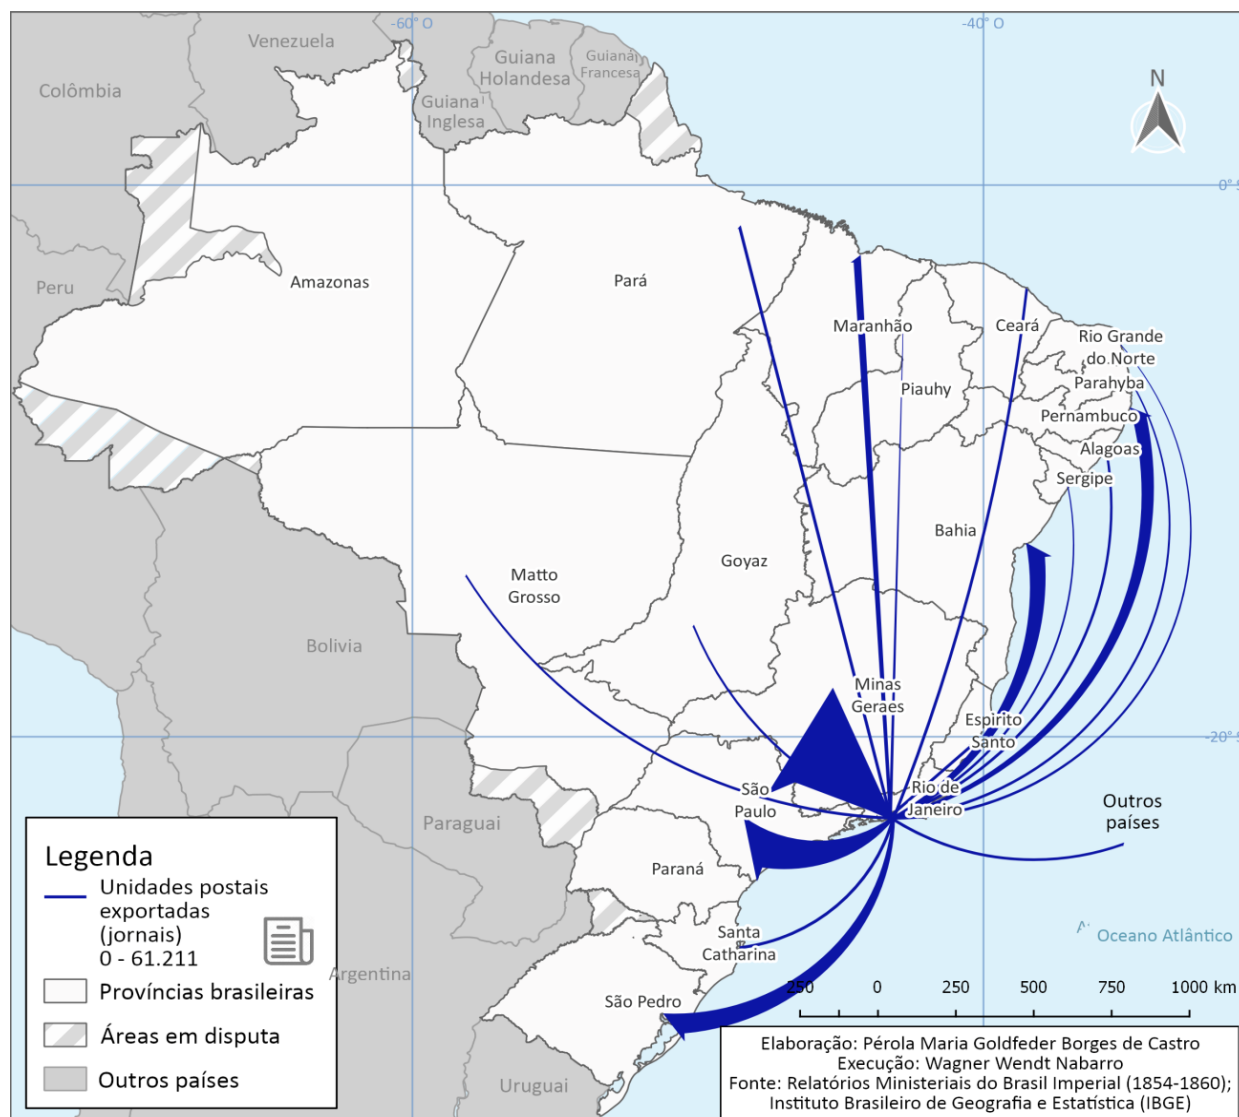 -60° O
-40° O
Venezuela
Guiana
Holandesa
Guiana
Francesa
Colômbia
Guiana
Inglesa
N
0°
Peru
Amazonas
Pará
Maranhão
Ceará
Rio Grande
do Norte
Piauhy
Parahyba
Pernambuco
Alagoas
Sergipe
Bahia
Goyaz
Matto
Grosso
Bolivia
Minas
Geraes
Espirito
Santo
-20°
São
Paulo
Rio de
Janeiro
Outros
países
Paraguai
Paraná
Santa
Catharina
Oceano Atlântico
Argentina
São Pedro
Uruguai
250 0 250 500 750 1000 km
Legenda
Unidades postais
exportadas
(jornais)
0 - 61.211
Províncias brasileiras
Áreas em disputa
Outros países
Elaboração: Pérola Maria Goldfeder Borges de Castro
Execução: Wagner Wendt Nabarro
Fonte: Relatórios Ministeriais do Brasil Imperial (1854-1860);
Instituto Brasileiro de Geografia e Estatística (IBGE)